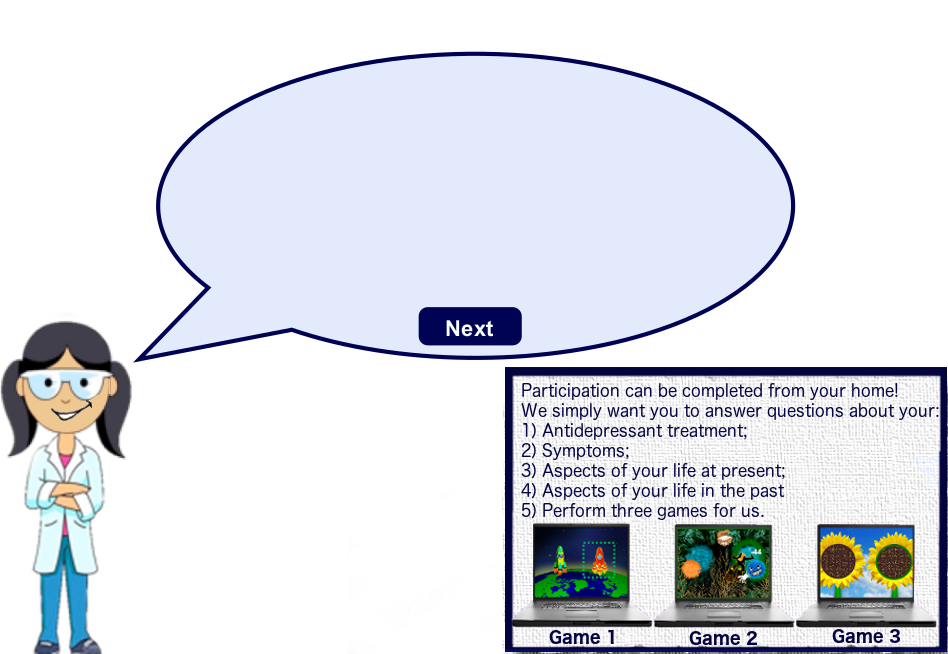 Next
Participation can be completed from your home!
We simply want you to answer questions about your:
1) Antidepressant treatment;
2) Symptoms;
3) Aspects of your life at present;
4) Aspects of your life in the past
5) Perform three games for us.
Game 1
Game 2
Game 3